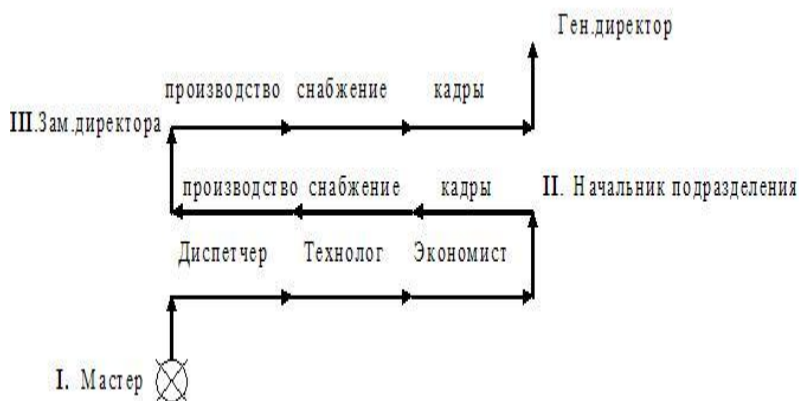 Ген.директор
производство снабжение кадры
III.Зам.директора
производство снабжение кадры II. Начальник подразделения
Диспетчер Технолог Экономист
I. Мастер